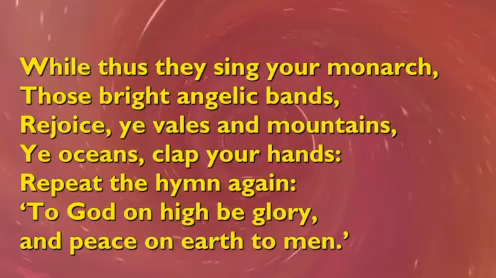 While thus they sing your monarch,
Those bright angelic bands,
Rejoice, ye vales and mountains,
Ye oceans, clap your hands:
Repeat the hymn again:
‘To God on high be glory,
and peace on earth to men.’